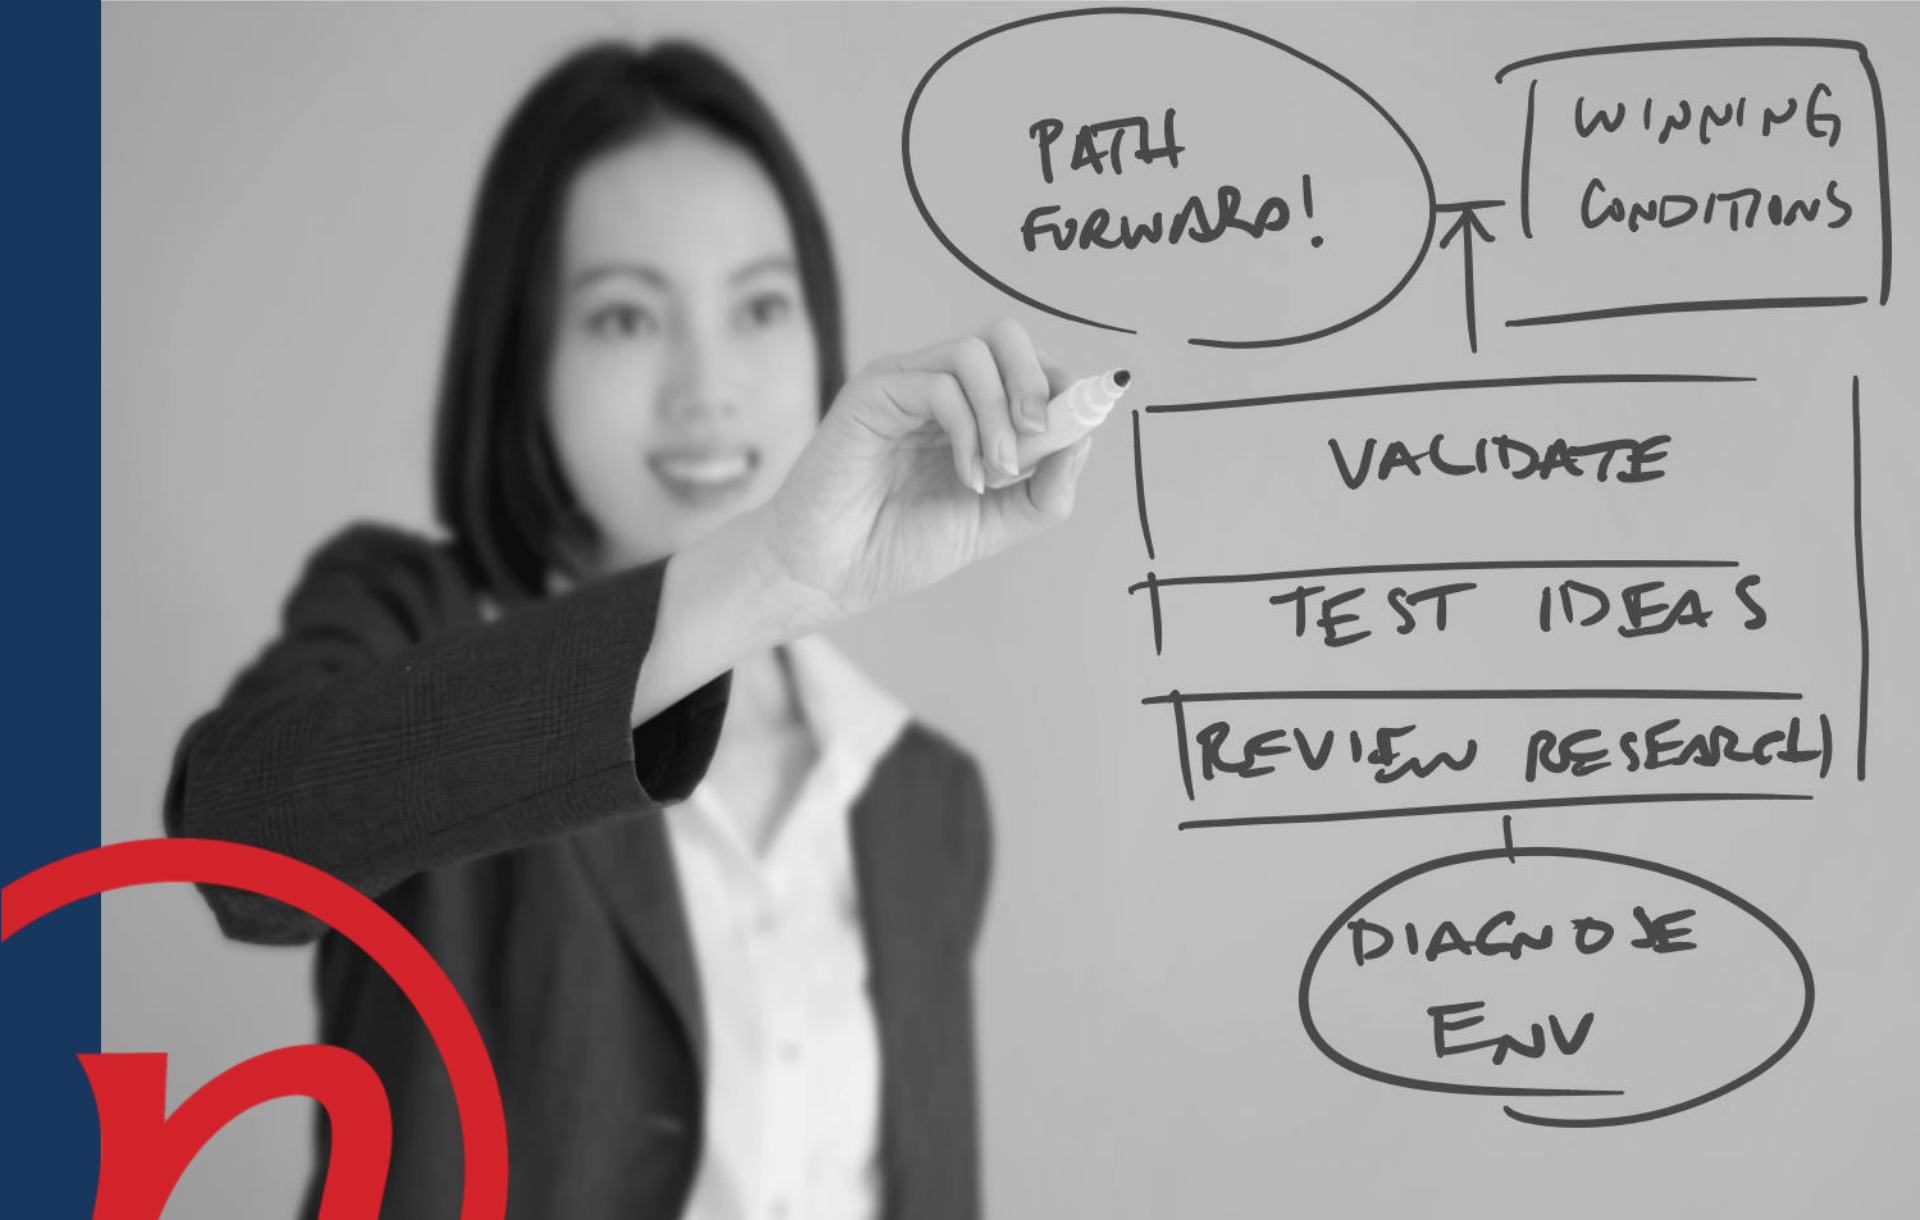 PATH
FORWARD!
WINNING
CONDITIONS
VALIDATE
TEST IDEAS
REVIEW RESEARCH
DIAGNOSE
ENV
n